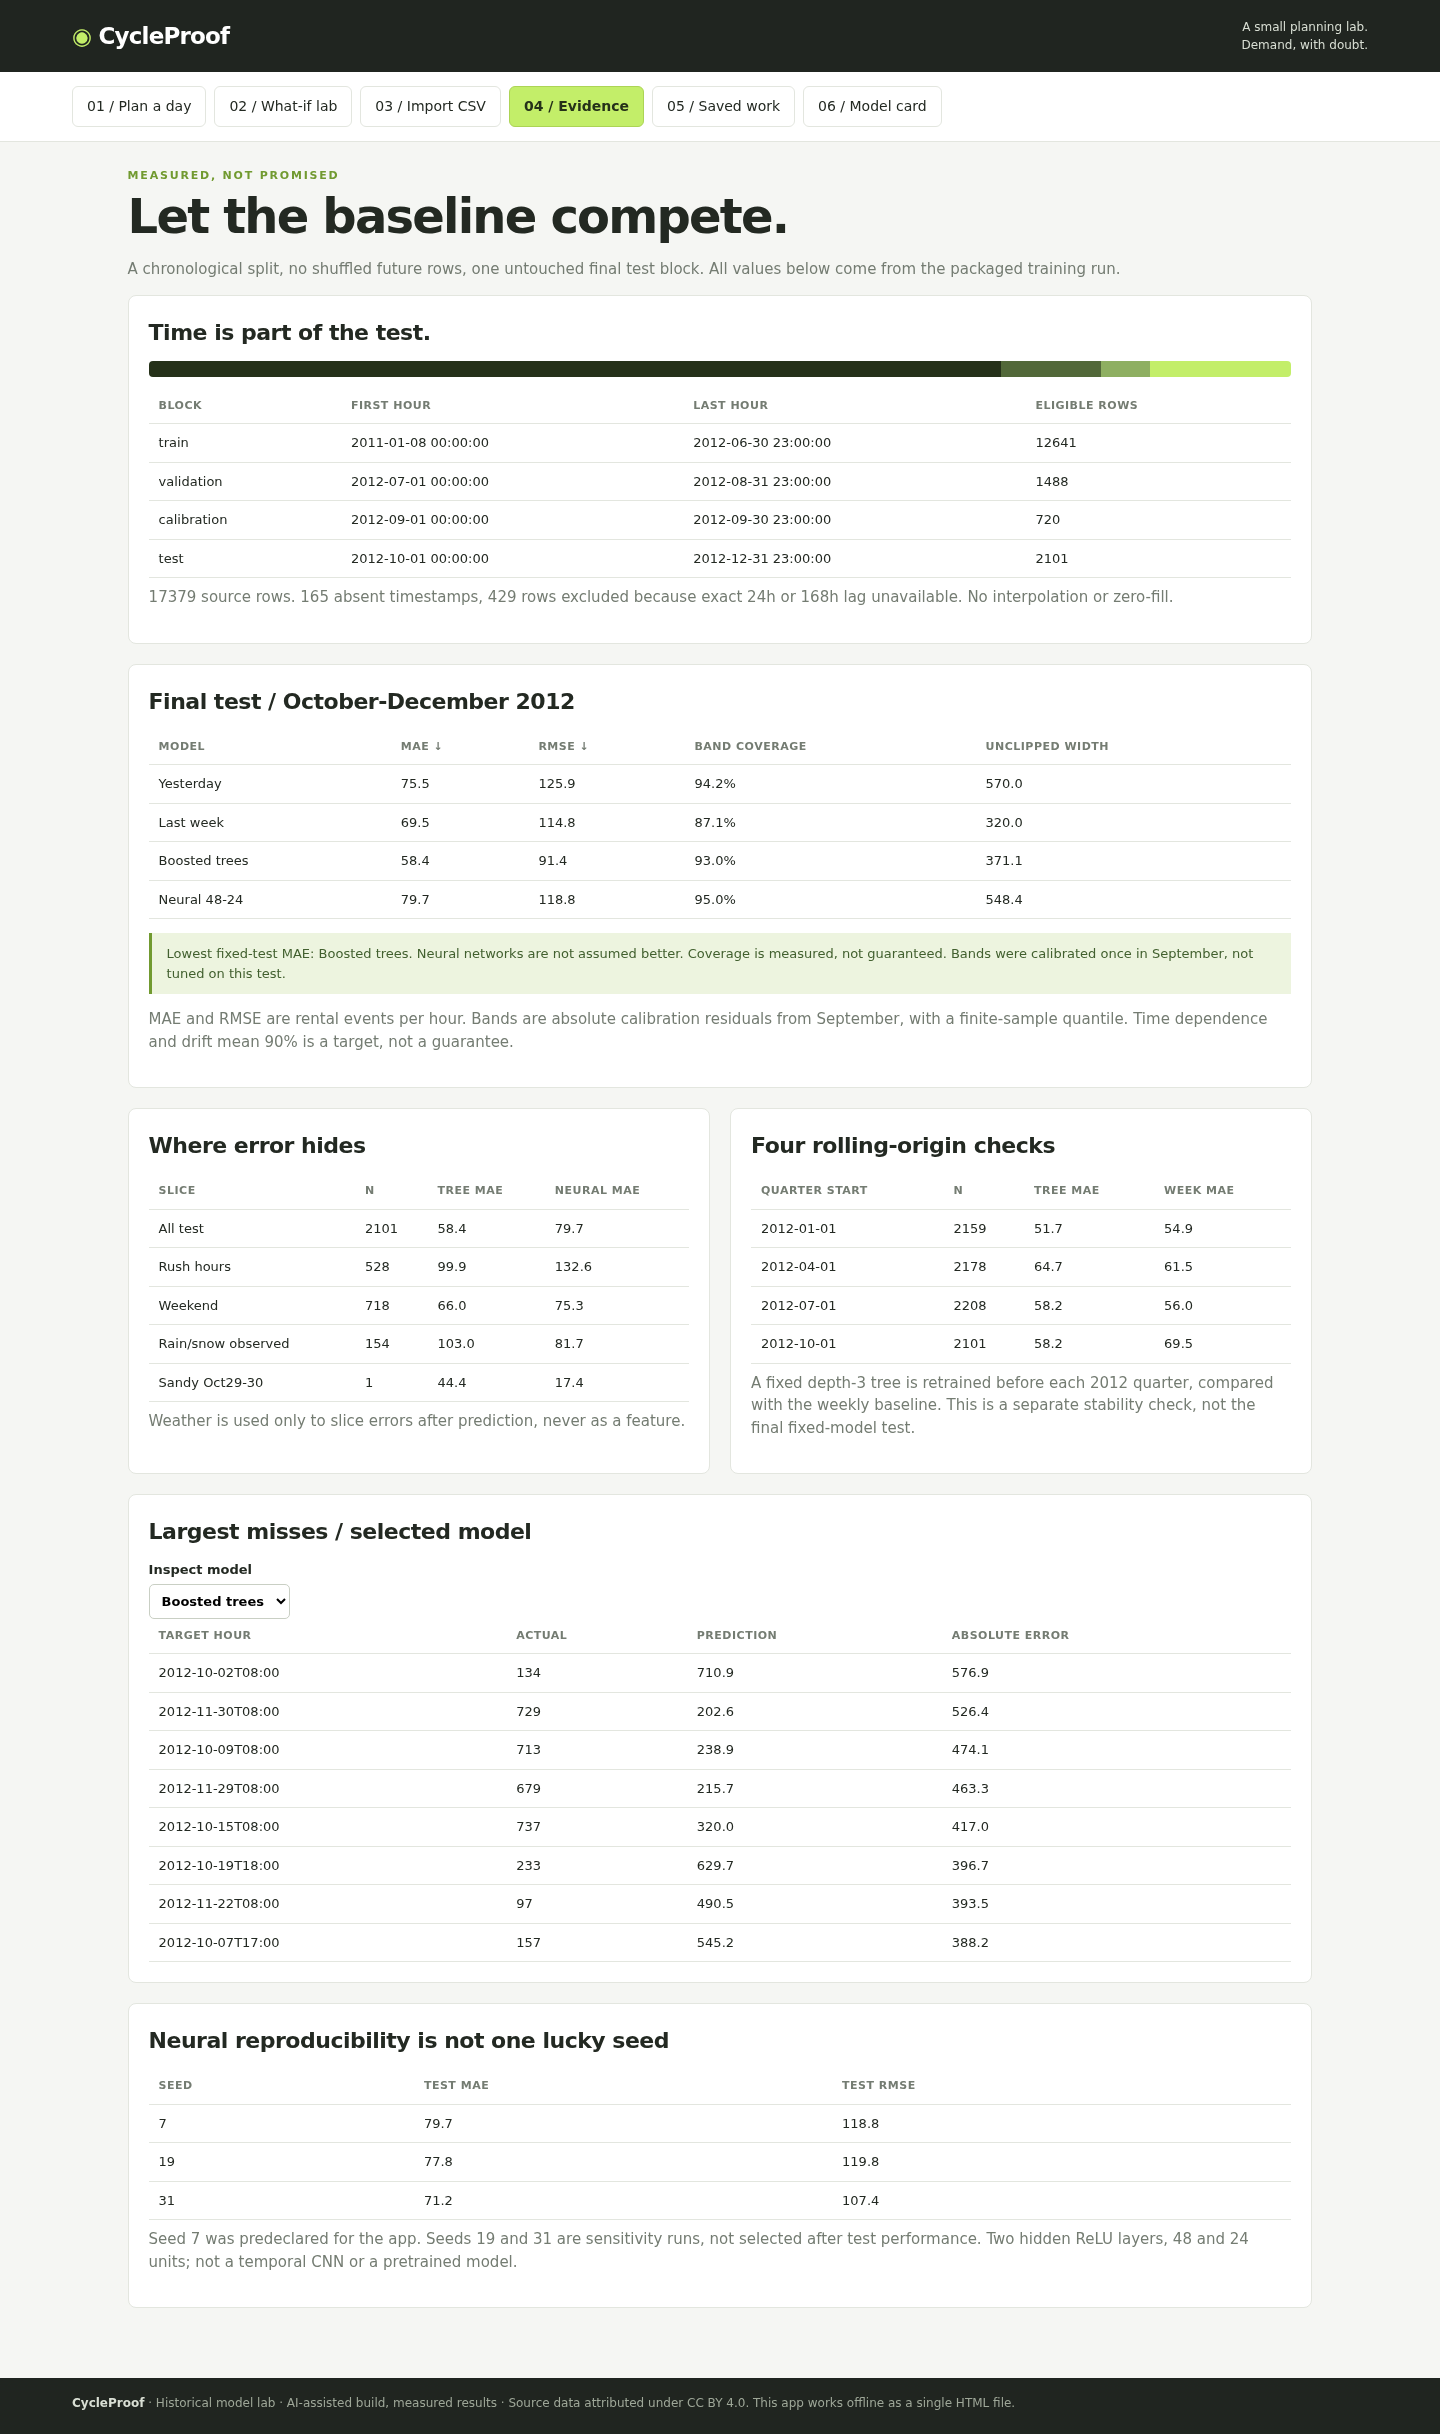 ◉ CycleProof
A small planning lab.
Demand, with doubt.
01 / Plan a day
02 / What-if lab
03 / Import CSV
04 / Evidence
05 / Saved work
06 / Model card
MEASURED, NOT PROMISED
Let the baseline compete.
A chronological split, no shuffled future rows, one untouched final test block. All values below come from the packaged training run.
Time is part of the test.
BLOCK FIRST HOUR LAST HOUR ELIGIBLE ROWS
train 2011-01-08 00:00:00 2012-06-30 23:00:00 12641
validation 2012-07-01 00:00:00 2012-08-31 23:00:00 1488
calibration 2012-09-01 00:00:00 2012-09-30 23:00:00 720
test 2012-10-01 00:00:00 2012-12-31 23:00:00 2101
17379 source rows. 165 absent timestamps, 429 rows excluded because exact 24h or 168h lag unavailable. No interpolation or zero-fill.
Final test / October-December 2012
MODEL MAE ↓ RMSE ↓ BAND COVERAGE UNCLIPPED WIDTH
Yesterday 75.5 125.9 94.2% 570.0
Last week 69.5 114.8 87.1% 320.0
Boosted trees 58.4 91.4 93.0% 371.1
Neural 48-24 79.7 118.8 95.0% 548.4
Lowest fixed-test MAE: Boosted trees. Neural networks are not assumed better. Coverage is measured, not guaranteed. Bands were calibrated once in September, not
tuned on this test.
MAE and RMSE are rental events per hour. Bands are absolute calibration residuals from September, with a finite-sample quantile. Time dependence
and drift mean 90% is a target, not a guarantee.
Where error hides
SLICE N TREE MAE NEURAL MAE
All test 2101 58.4 79.7
Rush hours 528 99.9 132.6
Weekend 718 66.0 75.3
Rain/snow observed 154 103.0 81.7
Sandy Oct29-30 1 44.4 17.4
Weather is used only to slice errors after prediction, never as a feature.
Four rolling-origin checks
QUARTER START N TREE MAE WEEK MAE
2012-01-01 2159 51.7 54.9
2012-04-01 2178 64.7 61.5
2012-07-01 2208 58.2 56.0
2012-10-01 2101 58.2 69.5
A fixed depth-3 tree is retrained before each 2012 quarter, compared
with the weekly baseline. This is a separate stability check, not the
final fixed-model test.
Largest misses / selected model
Inspect model
Boosted trees
TARGET HOUR ACTUAL PREDICTION ABSOLUTE ERROR
2012-10-02T08:00 134 710.9 576.9
2012-11-30T08:00 729 202.6 526.4
2012-10-09T08:00 713 238.9 474.1
2012-11-29T08:00 679 215.7 463.3
2012-10-15T08:00 737 320.0 417.0
2012-10-19T18:00 233 629.7 396.7
2012-11-22T08:00 97 490.5 393.5
2012-10-07T17:00 157 545.2 388.2
Neural reproducibility is not one lucky seed
SEED TEST MAE TEST RMSE
7 79.7 118.8
19 77.8 119.8
31 71.2 107.4
Seed 7 was predeclared for the app. Seeds 19 and 31 are sensitivity runs, not selected after test performance. Two hidden ReLU layers, 48 and 24
units; not a temporal CNN or a pretrained model.
CycleProof · Historical model lab · AI-assisted build, measured results · Source data attributed under CC BY 4.0. This app works offline as a single HTML file.